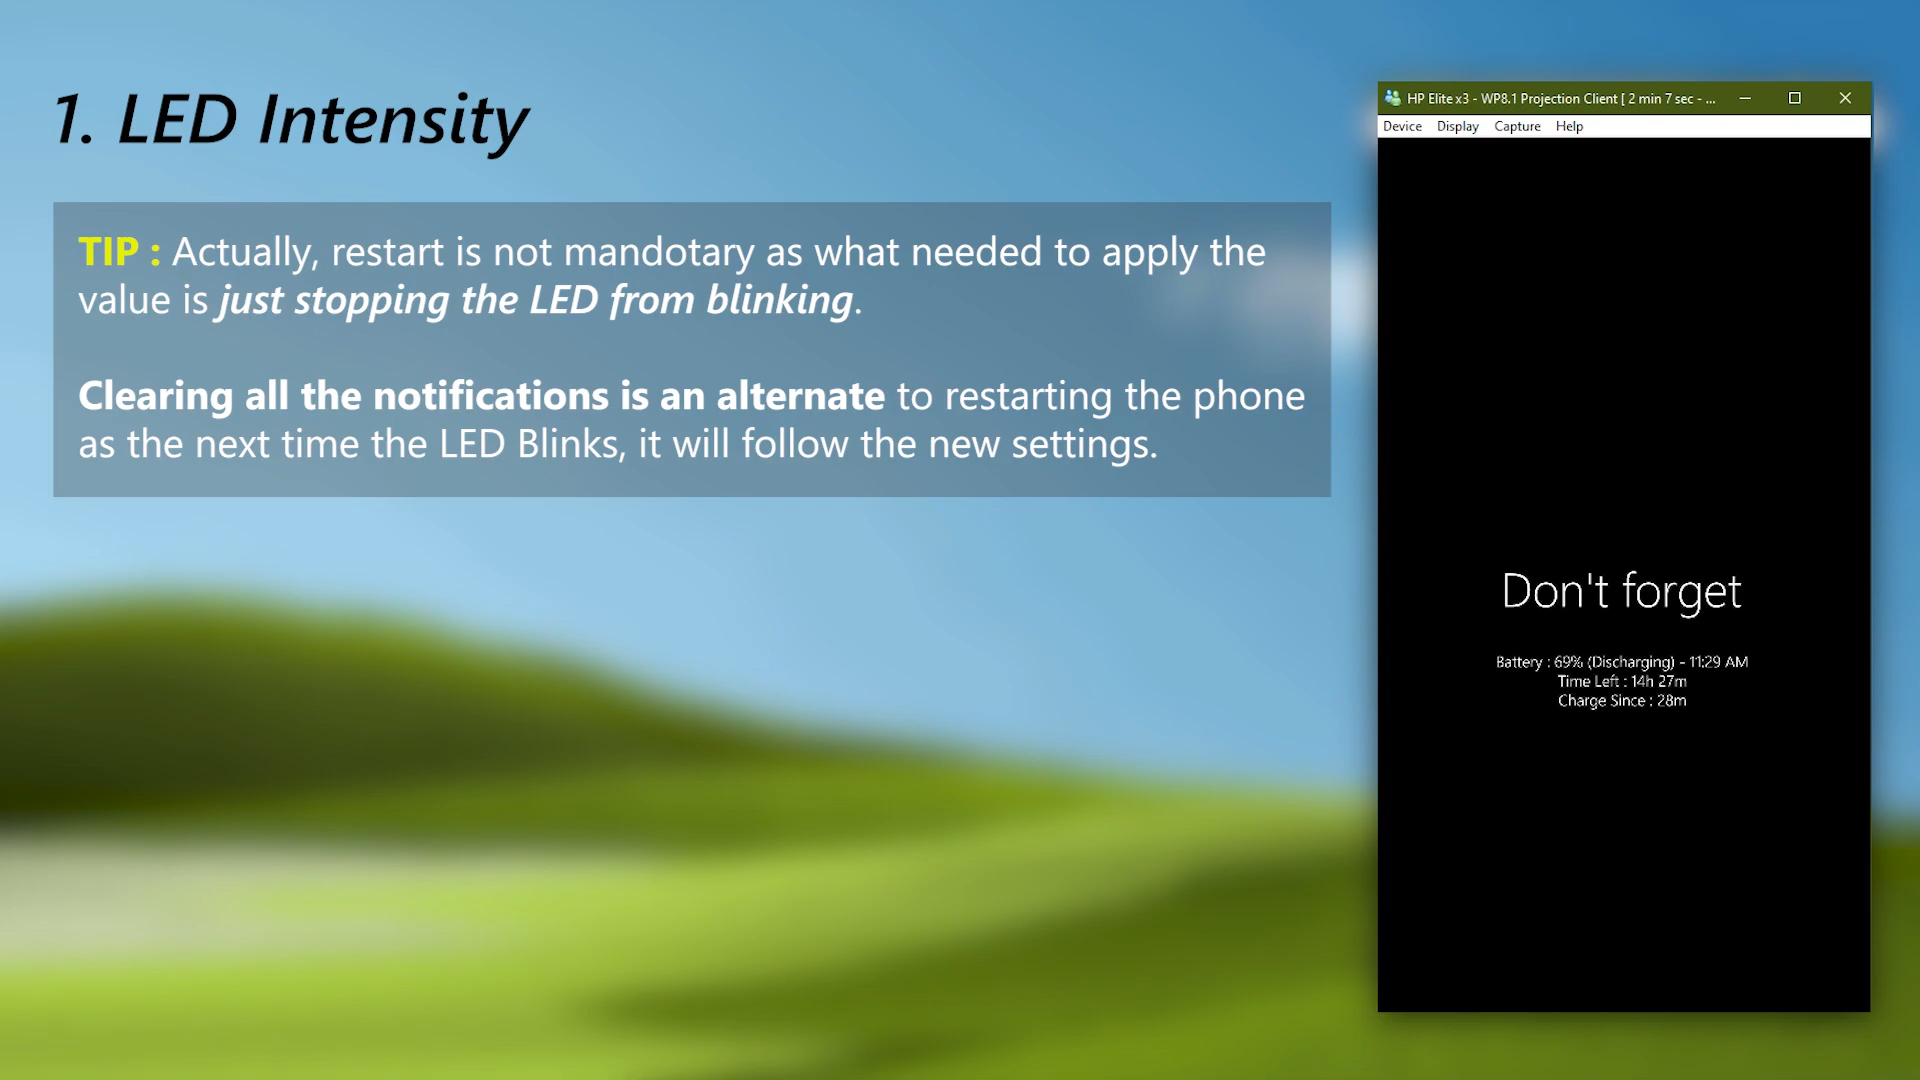 1. LED Intensity
TIP : Actually, restart is not mandotary as what needed to apply the
value is just stopping the LED from blinking.
Clearing all the notifications is an alternate to restarting the phone
as the next time the LED Blinks, it will follow the new settings.
HP Elite x3 - WP8.1 Projection Client [ 2 min 7 sec - ...
Device Display Capture Help
Don't forget
Battery : 69% (Discharging) - 11:29 AM
Time Left : 14h 27m
Charge Since : 28m